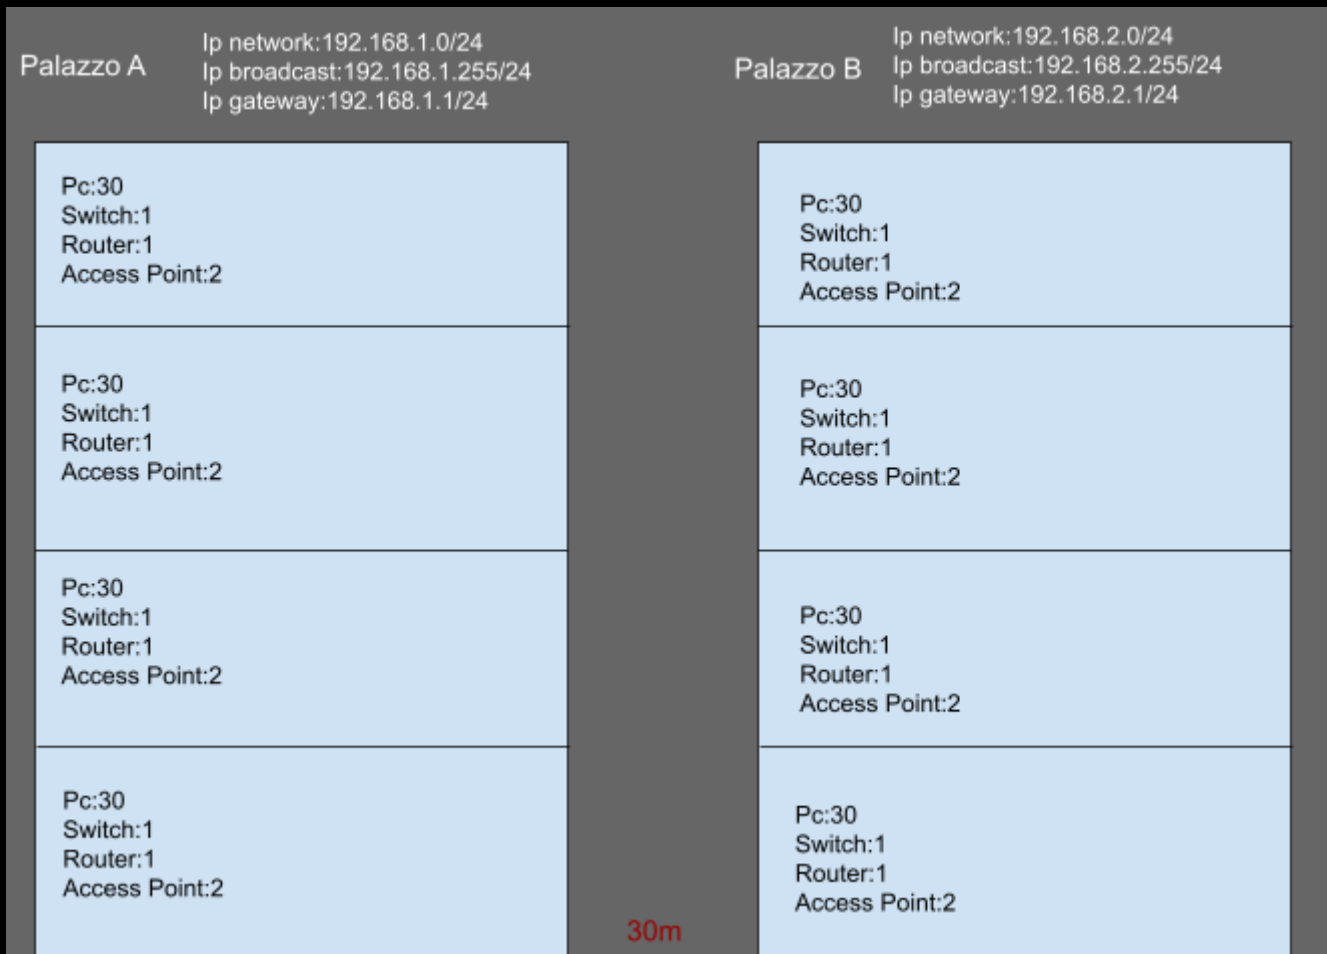 Palazzo A
Ip network:192.168.1.0/24
Ip broadcast:192.168.1.255/24
Ip gateway:192.168.1.1/24
Palazzo B
Ip network:192.168.2.0/24
Ip broadcast:192.168.2.255/24
Ip gateway:192.168.2.1/24
Pc:30
Switch:1
Router:1
Access Point:2
Pc:30
Switch:1
Router:1
Access Point:2
Pc:30
Switch:1
Router:1
Access Point:2
Pc:30
Switch:1
Router:1
Access Point:2
Pc:30
Switch:1
Router:1
Access Point:2
Pc:30
Switch:1
Router:1
Access Point:2
Pc:30
Switch:1
Router:1
Access Point:2
Pc:30
Switch:1
Router:1
Access Point:2
30m